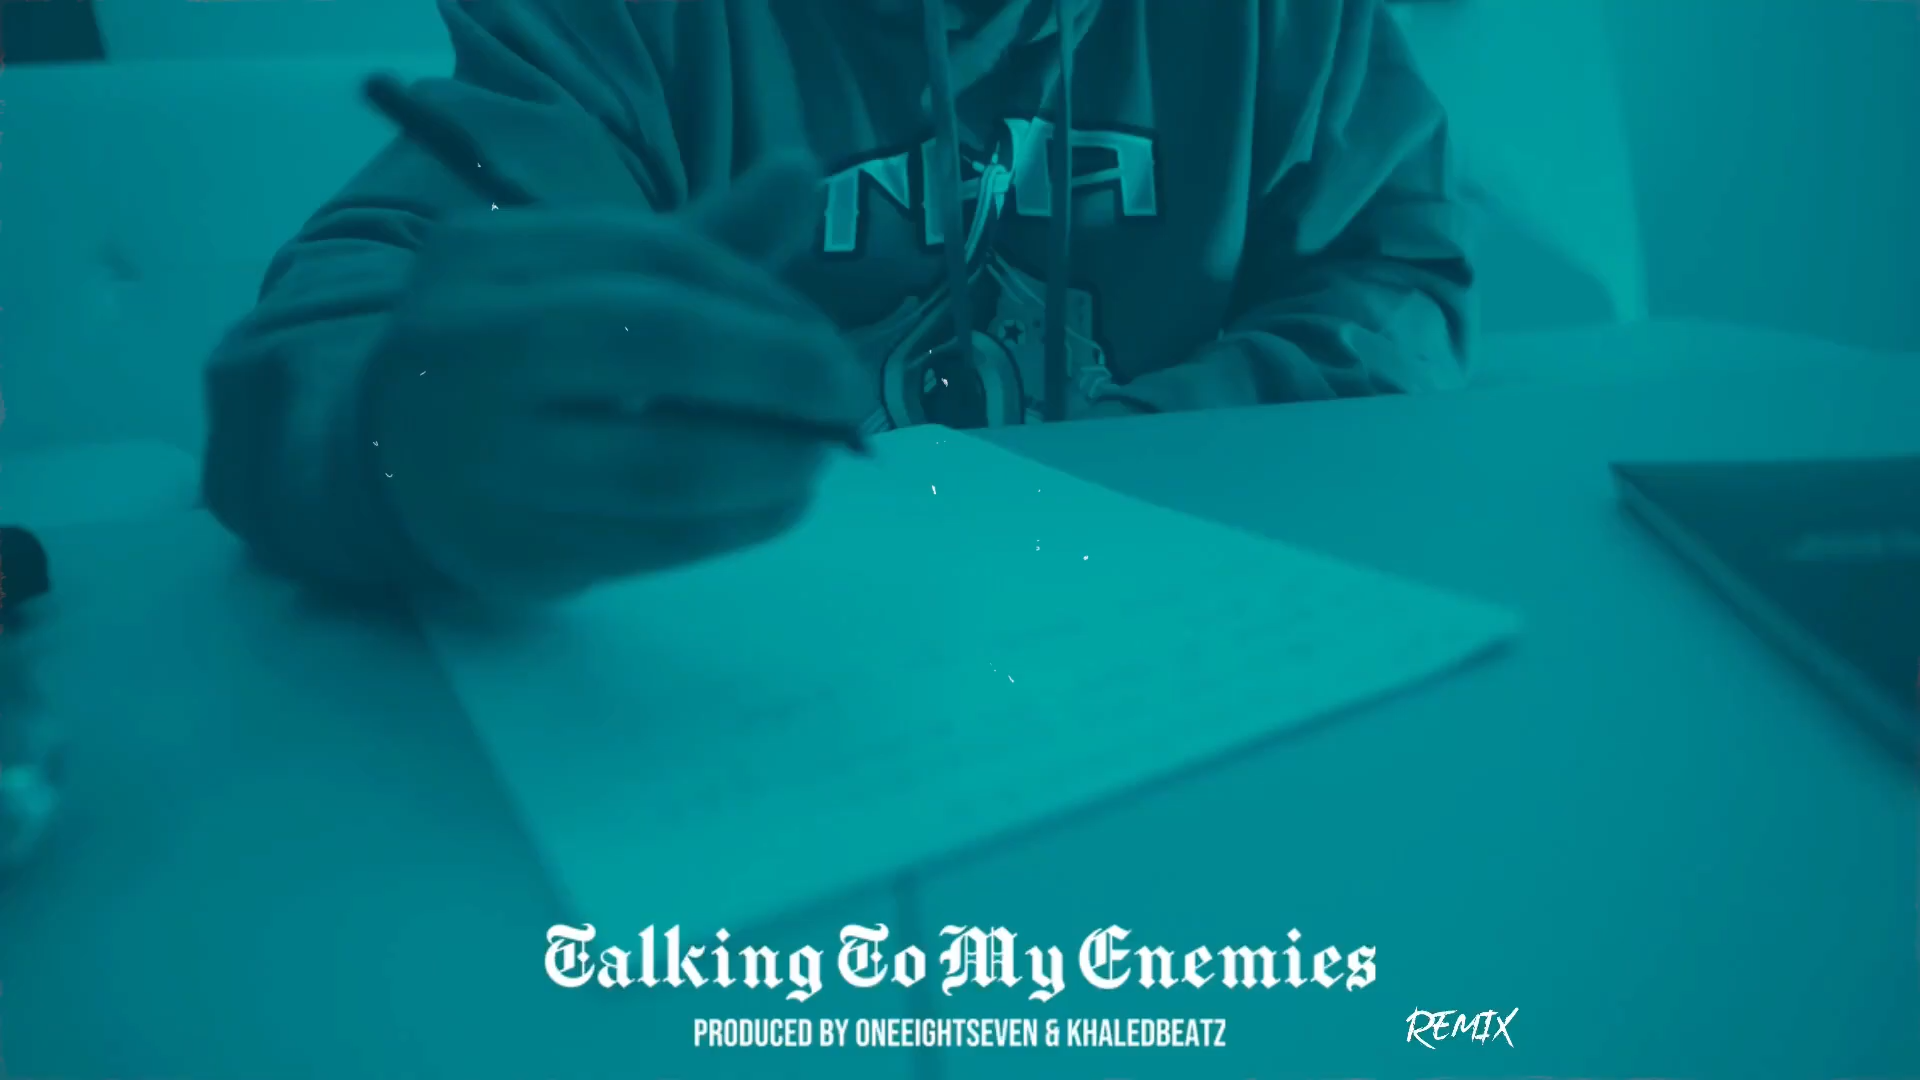 Talking To My Enemies
PRODUCED BY ONEEIGHTSEVEN & KHALEDBEATZ
REMIX